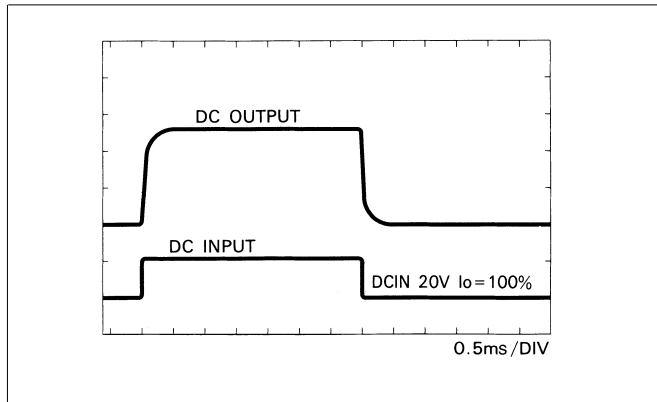 DC OUTPUT
DC INPUT
DCIN 20V Io=100%
0.5ms/DIV